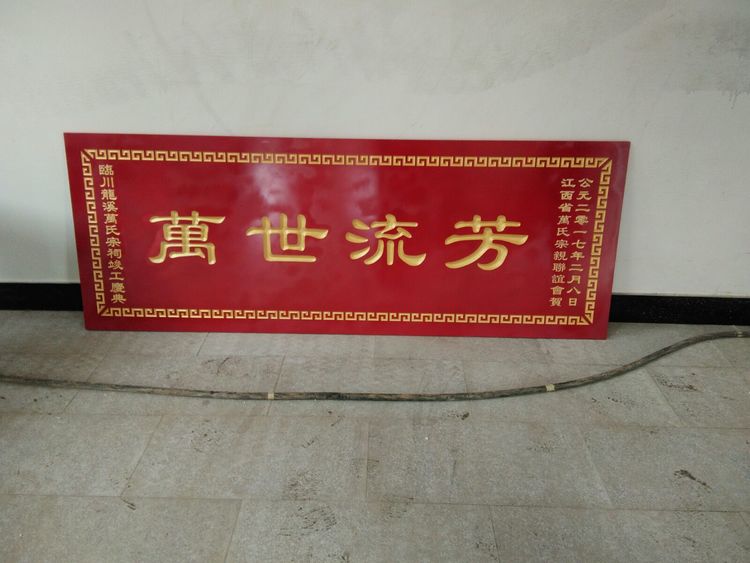 臨川龍溪萬氏宗祠竣工慶典
萬世流芳
江西省萬氏宗親聯誼會賀
公元二〇一七年二月八日